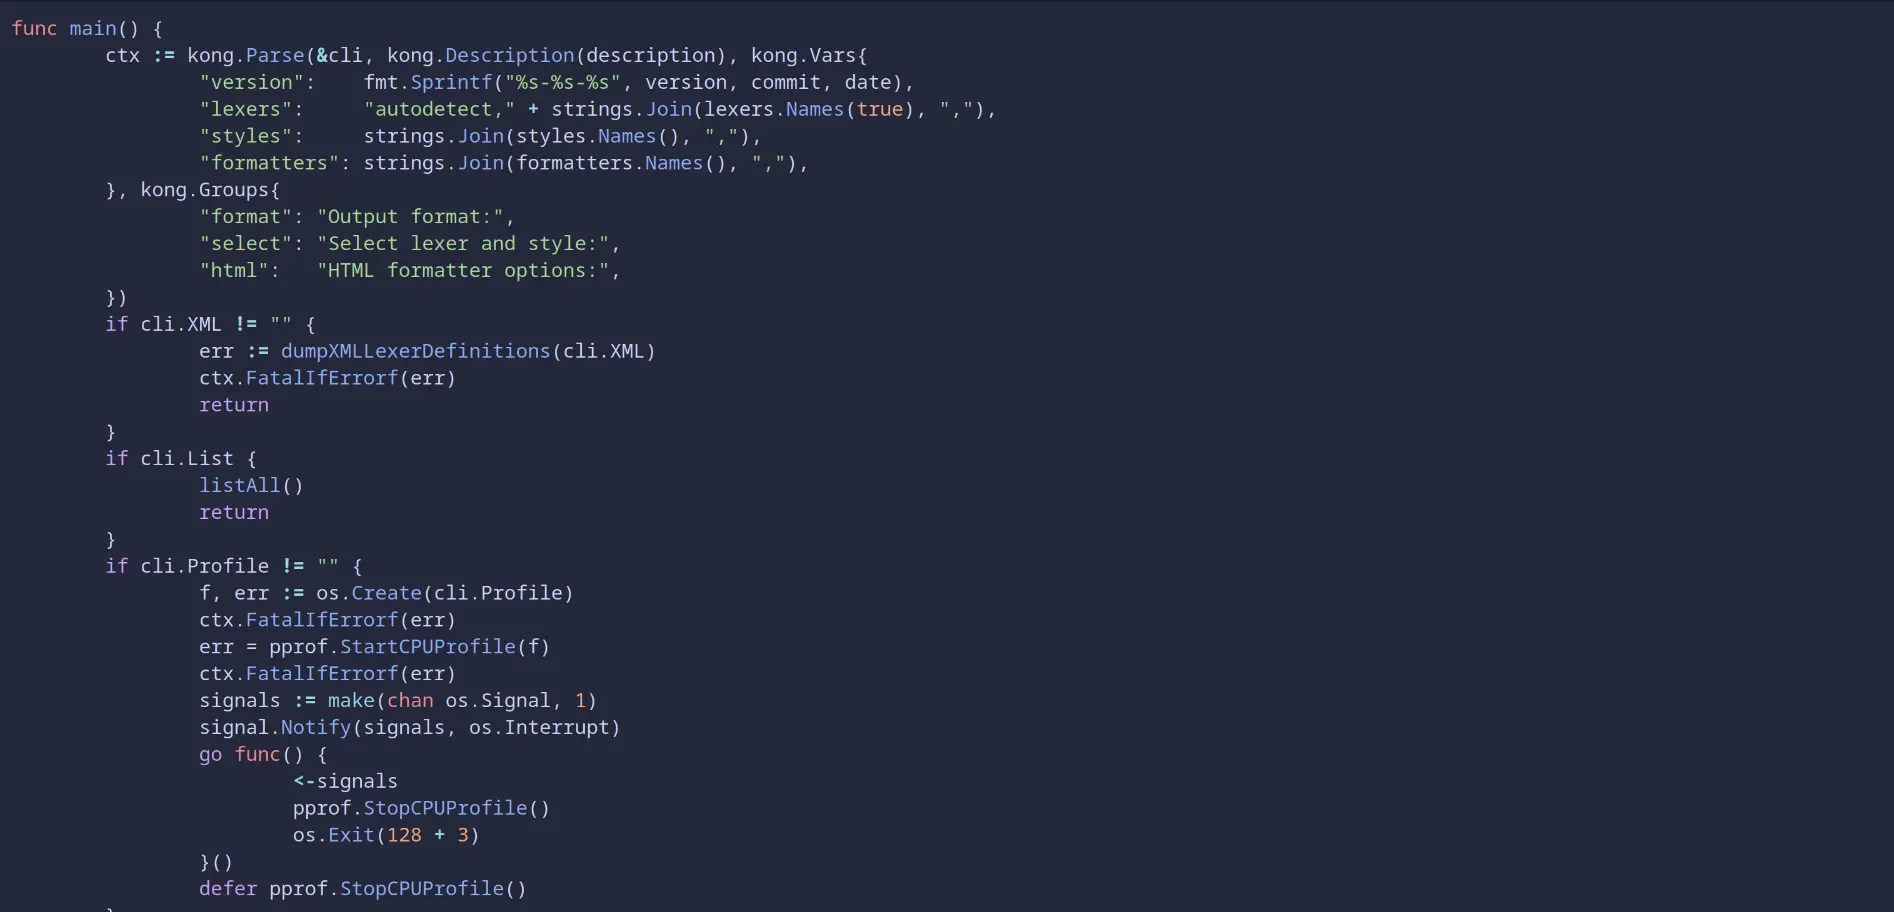 func main() {
        ctx := kong.Parse(&cli, kong.Description(description), kong.Vars{
                "version":    fmt.Sprintf("%s-%s-%s", version, commit, date),
                "lexers":     "autodetect," + strings.Join(lexers.Names(true), ","),
                "styles":     strings.Join(styles.Names(), ","),
                "formatters": strings.Join(formatters.Names(), ","),
        }, kong.Groups{
                "format": "Output format:",
                "select": "Select lexer and style:",
                "html":   "HTML formatter options:",
        })
        if cli.XML != "" {
                err := dumpXMLLexerDefinitions(cli.XML)
                ctx.FatalIfErrorf(err)
                return
        }
        if cli.List {
                listAll()
                return
        }
        if cli.Profile != "" {
                f, err := os.Create(cli.Profile)
                ctx.FatalIfErrorf(err)
                err = pprof.StartCPUProfile(f)
                ctx.FatalIfErrorf(err)
                signals := make(chan os.Signal, 1)
                signal.Notify(signals, os.Interrupt)
                go func() {
                        <-signals
                        pprof.StopCPUProfile()
                        os.Exit(128 + 3)
                }()
                defer pprof.StopCPUProfile()
        }